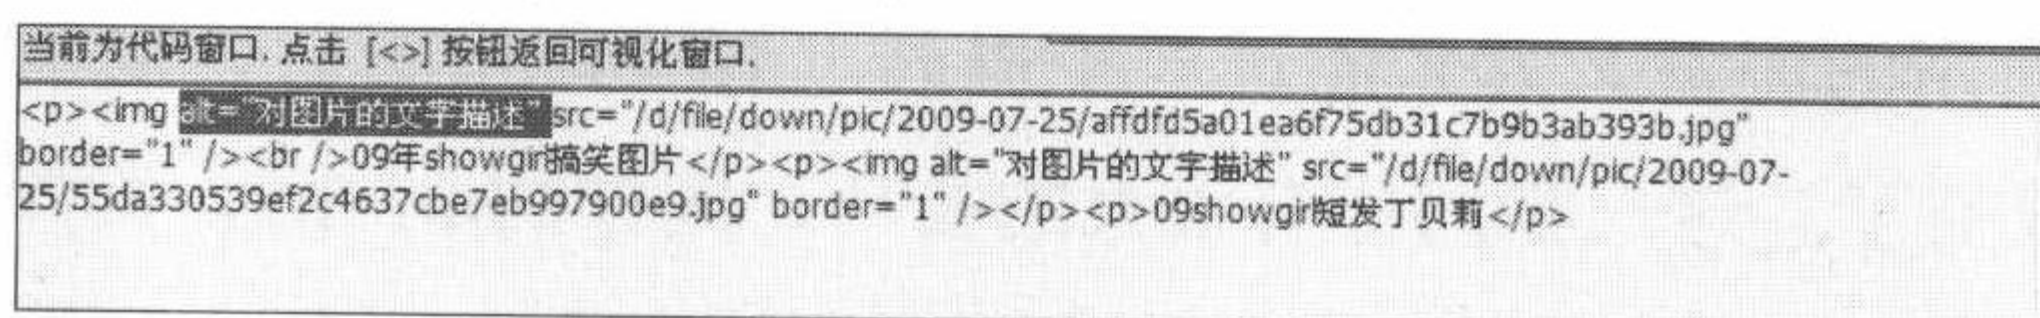 当前为代码窗口. 点击 [<>] 按钮返回可视化窗口.
<p><img alt="对图片的文字描述" src="/d/file/down/pic/2009-07-25/affdfd5a01ea6f75db31c7b9b3ab393b.jpg"
border="1" /><br />09年showgirl搞笑图片</p><p><img alt="对图片的文字描述" src="/d/file/down/pic/2009-07-
25/55da330539ef2c4637cbe7eb997900e9.jpg" border="1" /></p><p>09showgirl短发丁贝莉</p>